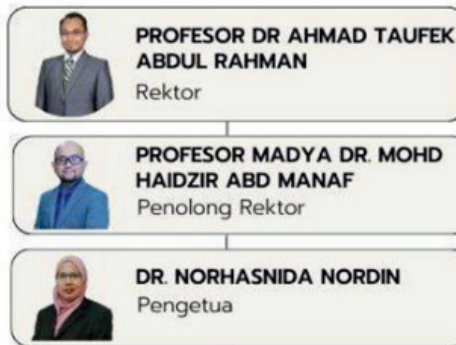 PROFESOR DR AHMAD TAUFEK
ABDUL RAHMAN
Rektor
PROFESOR MADYA DR. MOHD
HAIDZIR ABD MANAF
Penolong Rektor
DR. NORHASNIDA NORDIN
Pengetua